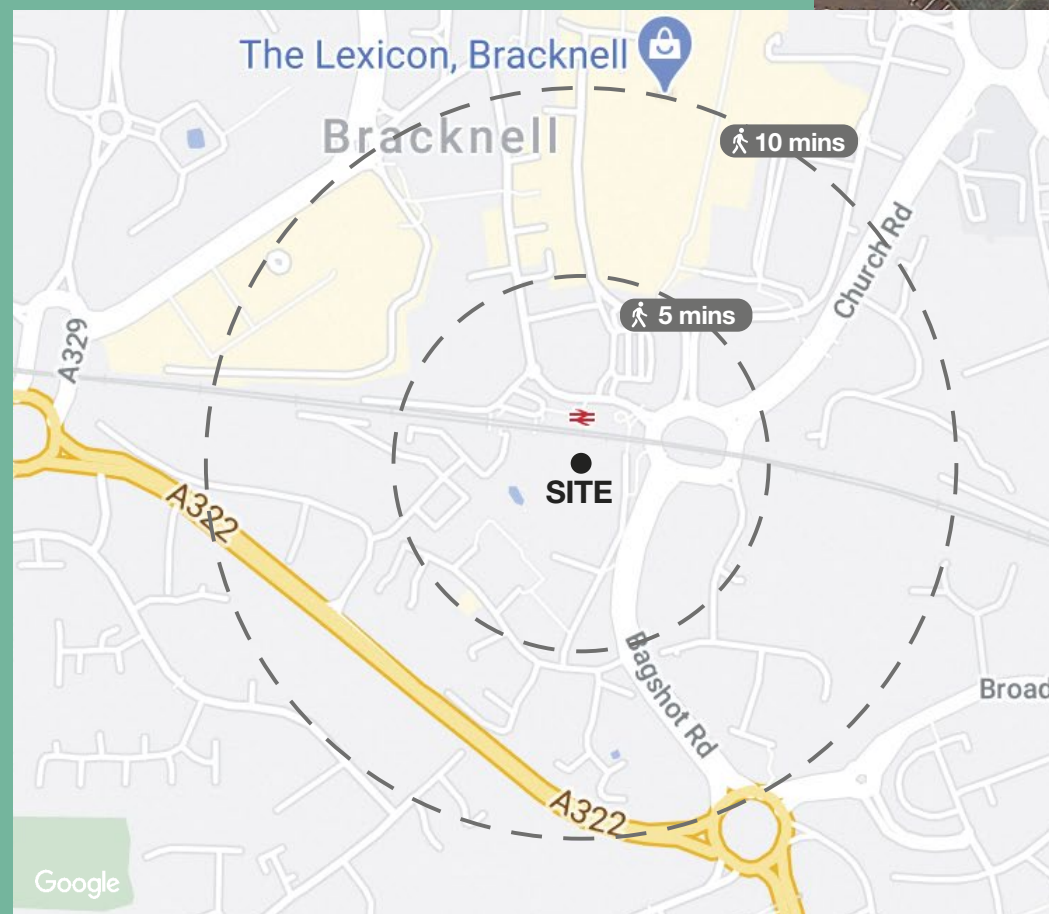 The Lexicon, Bracknell
Bracknell
10 mins
Church Rd
5 mins
A329
SITE
A322
Bagshot Rd
Broad
A322
Google